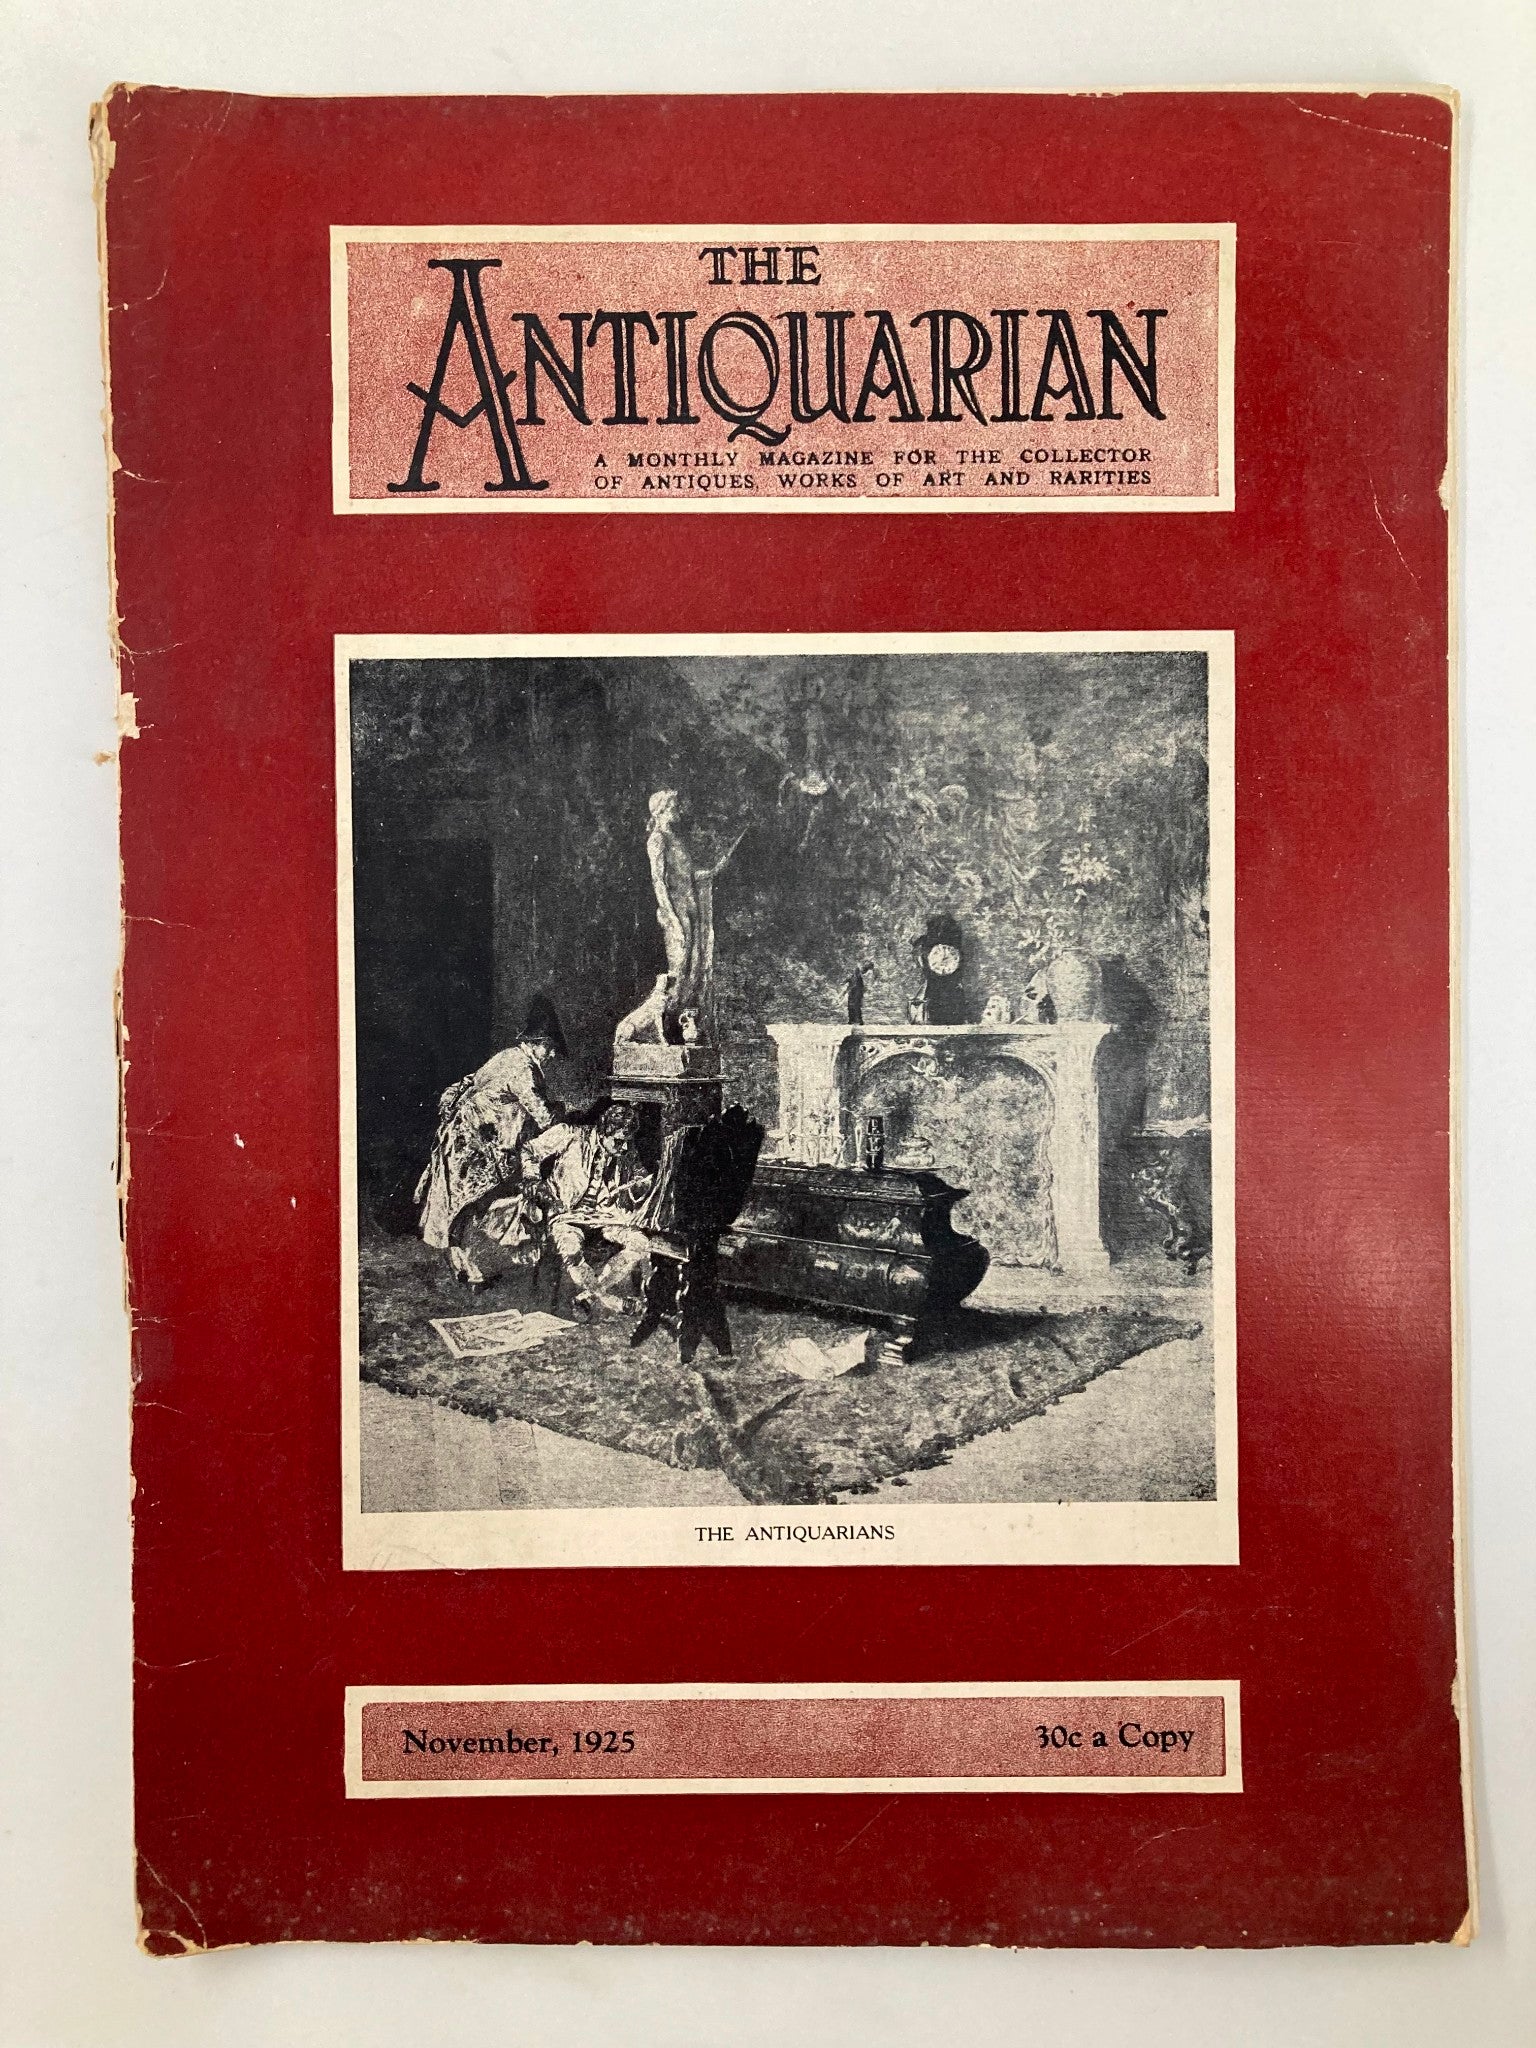 THE
ANTIQUARIAN
A MONTHLY MAGAZINE FOR THE COLLECTOR
OF ANTIQUES, WORKS OF ART AND RARITIES
THE ANTIQUARIANS
November, 1925
30c a Copy